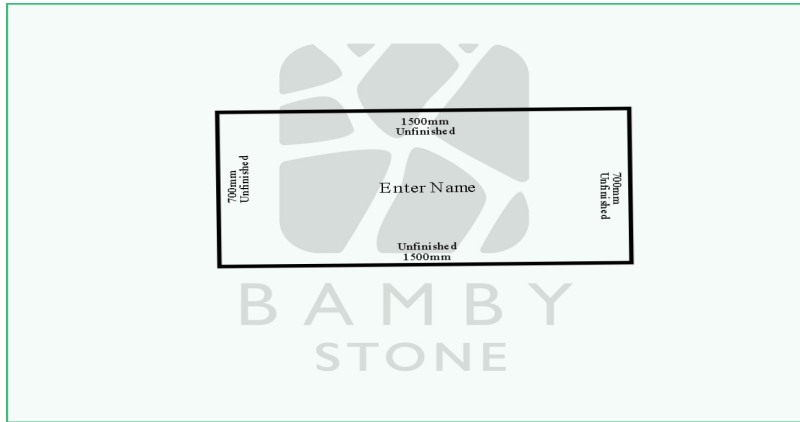 1500mm
Unfinished
700mm
Unfinished
Enter Name
700mm
Unfinished
Unfinished
1500mm
BAMBY
STONE